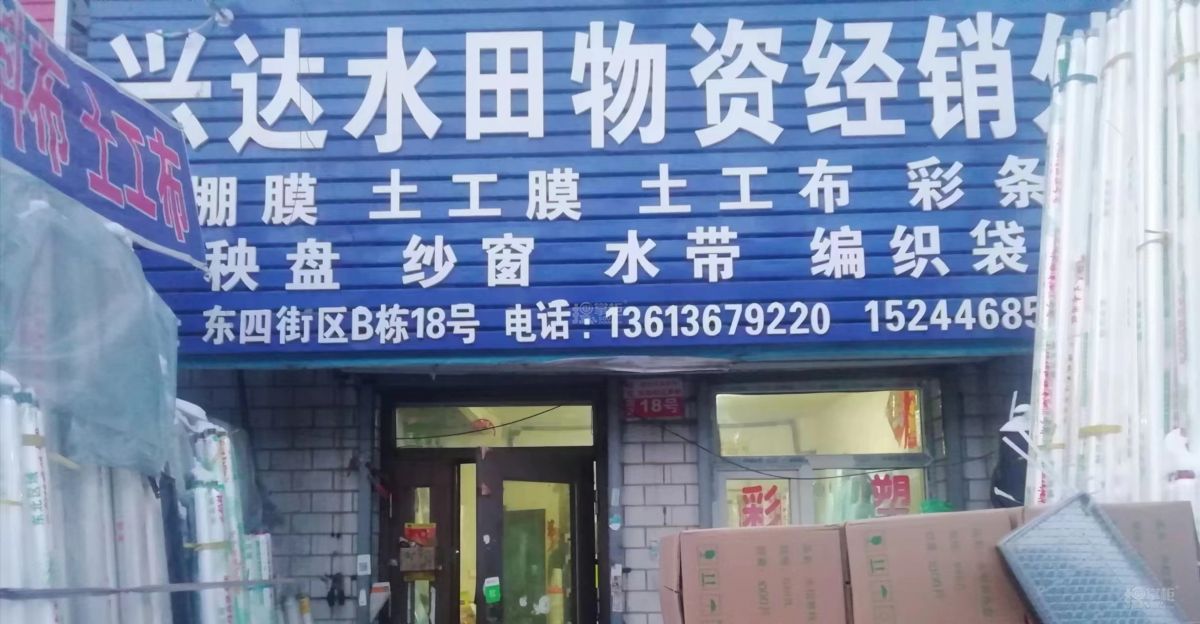 兴达水田物资经销
布 土工布
棚膜 土工膜 土工布 彩条
秧盘 纱窗 水带 编织袋
东四街区B栋18号 电话:13613679220 15244685
18号
彩
塑